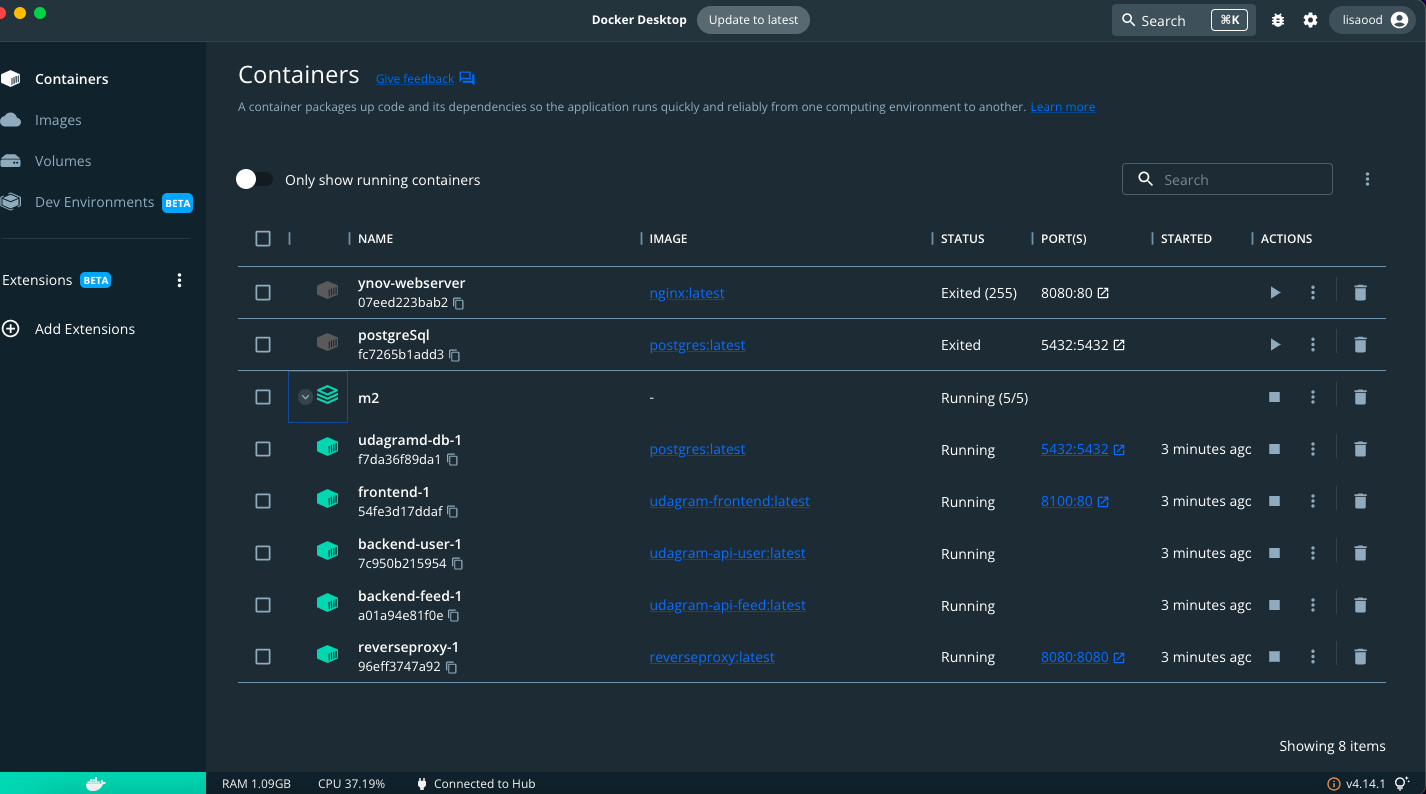 Docker Desktop Update to latest Search ⌘K lisaood
Containers
Images
Volumes
Dev Environments BETA
Extensions BETA
Add Extensions
Containers Give feedback
A container packages up code and its dependencies so the application runs quickly and reliably from one computing environment to another. Learn more
Only show running containers Search
NAME IMAGE STATUS PORT(S) STARTED ACTIONS
ynov-webserver
07eed223bab2 nginx:latest Exited (255) 8080:80
postgreSql
fc7265b1add3 postgres:latest Exited 5432:5432
m2 - Running (5/5)
udagramd-db-1
f7da36f89da1 postgres:latest Running 5432:5432 3 minutes agc
frontend-1
54fe3d17ddaf udagram-frontend:latest Running 8100:80 3 minutes agc
backend-user-1
7c950b215954 udagram-api-user:latest Running 3 minutes agc
backend-feed-1
a01a94e81f0e udagram-api-feed:latest Running 3 minutes agc
reverseproxy-1
96eff3747a92 reverseproxy:latest Running 8080:8080 3 minutes agc
Showing 8 items
RAM 1.09GB CPU 37.19% Connected to Hub v4.14.1